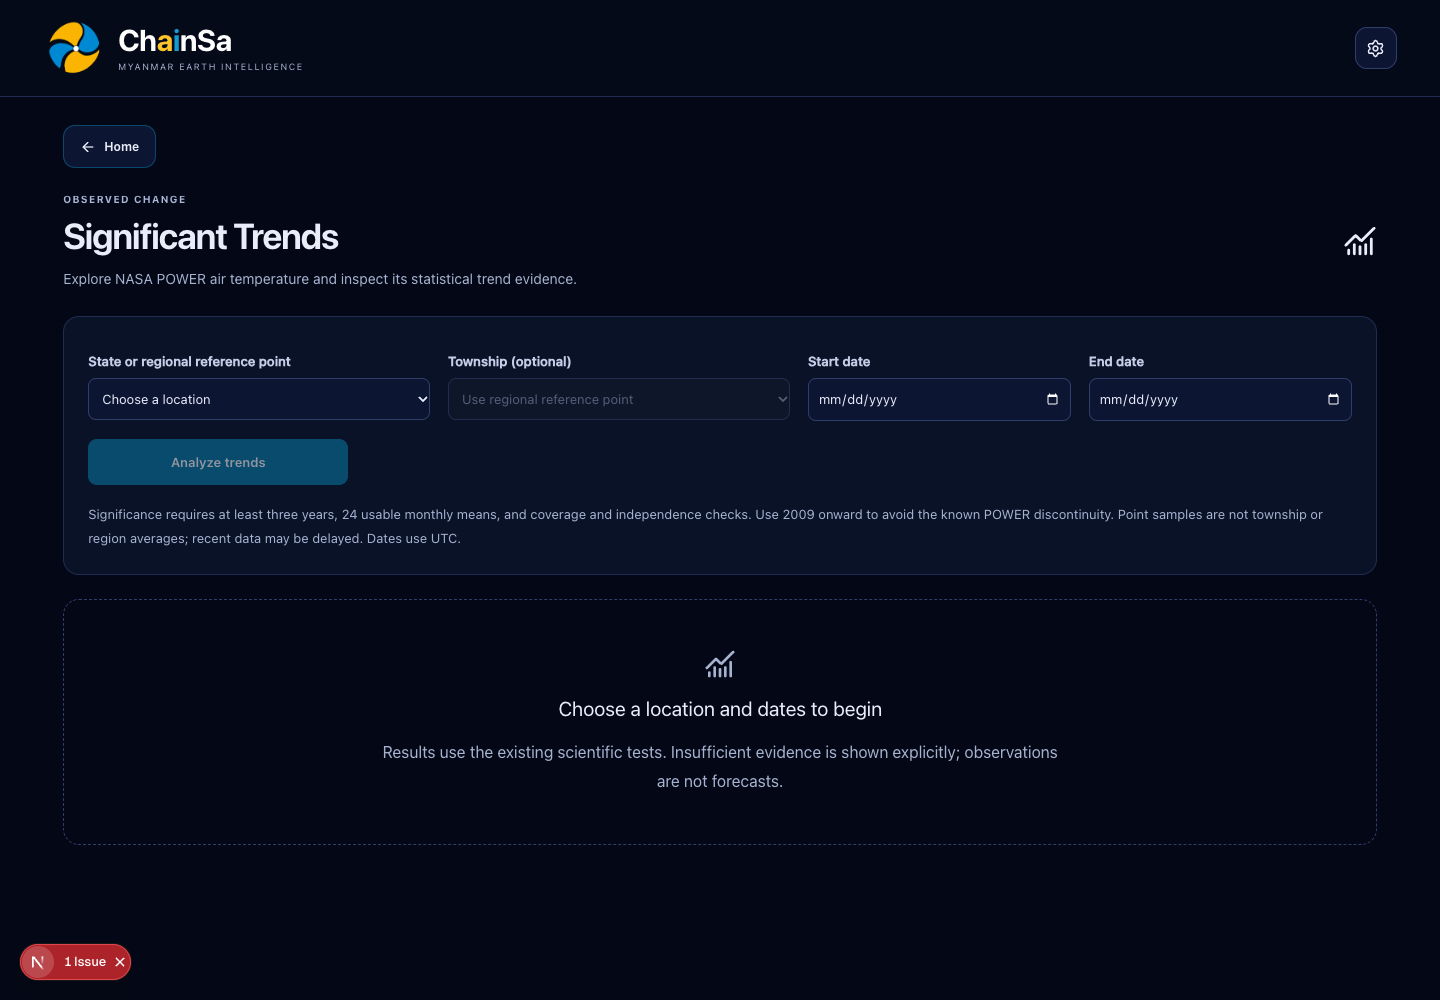 ChainSa
MYANMAR EARTH INTELLIGENCE
Home
OBSERVED CHANGE
Significant Trends
Explore NASA POWER air temperature and inspect its statistical trend evidence.
State or regional reference point
Township (optional)
Start date
End date
Choose a location
Use regional reference point
mm/dd/yyyy
mm/dd/yyyy
Analyze trends
Significance requires at least three years, 24 usable monthly means, and coverage and independence checks. Use 2009 onward to avoid the known POWER discontinuity. Point samples are not township or
region averages; recent data may be delayed. Dates use UTC.
Choose a location and dates to begin
Results use the existing scientific tests. Insufficient evidence is shown explicitly; observations
are not forecasts.
N 1 Issue